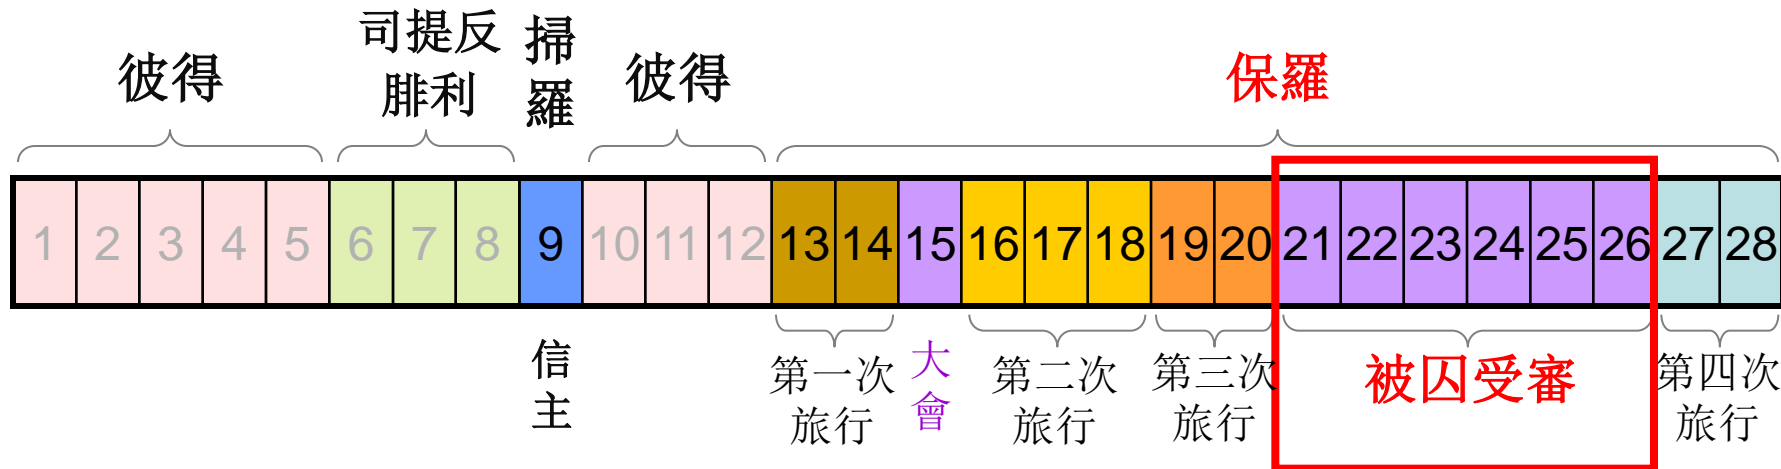 彼得
司提反
腓利
掃
羅
彼得
保羅
1 2 3 4 5 6 7 8 9 10 11 12 13 14 15 16 17 18 19 20 21 22 23 24 25 26 27 28
信
主
第一次
旅行
大
會
第二次
旅行
第三次
旅行
被囚受審
第四次
旅行